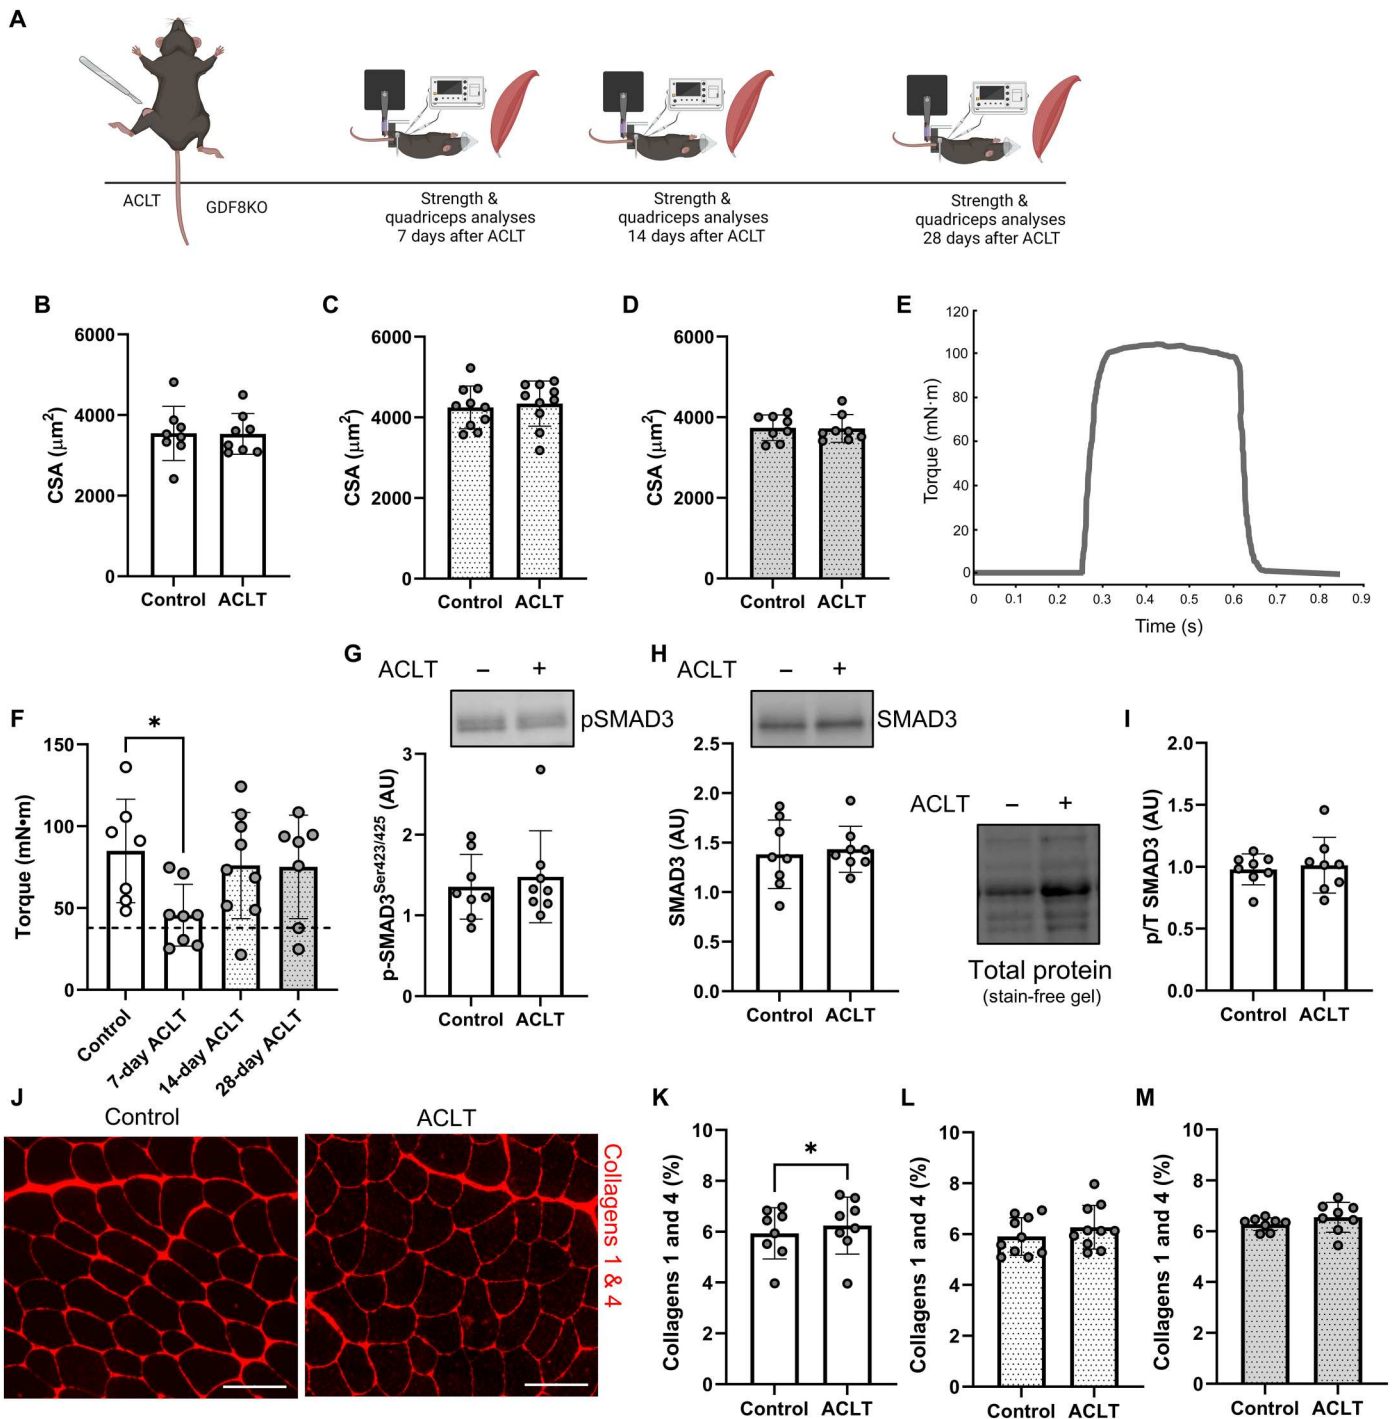 A
ACLT
GDF8KO
Strength &
quadriceps analyses
7 days after ACLT
Strength &
quadriceps analyses
14 days after ACLT
Strength &
quadriceps analyses
28 days after ACLT
B
CSA (μm²)
6000
4000
2000
0
Control ACLT
C
CSA (μm²)
6000
4000
2000
0
Control ACLT
D
CSA (μm²)
6000
4000
2000
0
Control ACLT
E
Torque (mN·m)
120
100
80
60
40
20
0
0 0.1 0.2 0.3 0.4 0.5 0.6 0.7 0.8 0.9
Time (s)
F
Torque (mN•m)
150
100
50
0
*
Control
7-day ACLT
14-day ACLT
28-day ACLT
G
ACLT – +
pSMAD3
p-SMAD3Ser423/425 (AU)
3
2
1
0
Control ACLT
H
ACLT – +
SMAD3
SMAD3 (AU)
2.5
2.0
1.5
1.0
0.5
0.0
Control ACLT
ACLT – +
Total protein
(stain-free gel)
I
p/T SMAD3 (AU)
2.0
1.5
1.0
0.5
0.0
Control ACLT
J
Control
ACLT
Collagens 1 & 4
K
Collagens 1 and 4 (%)
10
8
6
4
2
0
*
Control ACLT
L
Collagens 1 and 4 (%)
10
8
6
4
2
0
Control ACLT
M
Collagens 1 and 4 (%)
10
8
6
4
2
0
Control ACLT